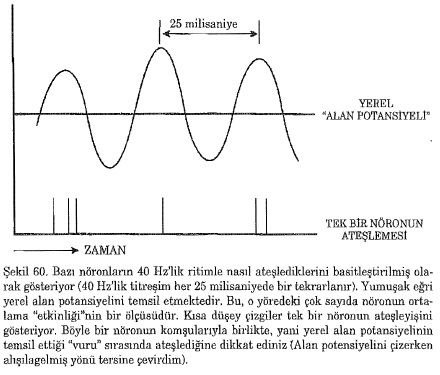 25 milisaniye
YEREL
"ALAN POTANSİYELİ"
TEK BİR NÖRONUN
ATEŞLEMESİ
ZAMAN
Şekil 60. Bazı nöronların 40 Hz'lik ritimle nasıl ateşlediklerini basitleştirilmiş ola-
rak gösteriyor (40 Hz'lik titreşim her 25 milisaniyede bir tekrarlanır). Yumuşak eğri
yerel alan potansiyelini temsil etmektedir. Bu, o yöredeki çok sayıda nöronun orta-
lama "etkinliği"nin bir ölçüsüdür. Kısa düşey çizgiler tek bir nöronun ateşleyişini
gösteriyor. Böyle bir nöronun komşularıyla birlikte, yani yerel alan potansiyelinin
temsil ettiği "vuru" sırasında ateşlediğine dikkat ediniz (Alan potensiyelini çizerken
alışılagelmiş yönü tersine çevirdim).